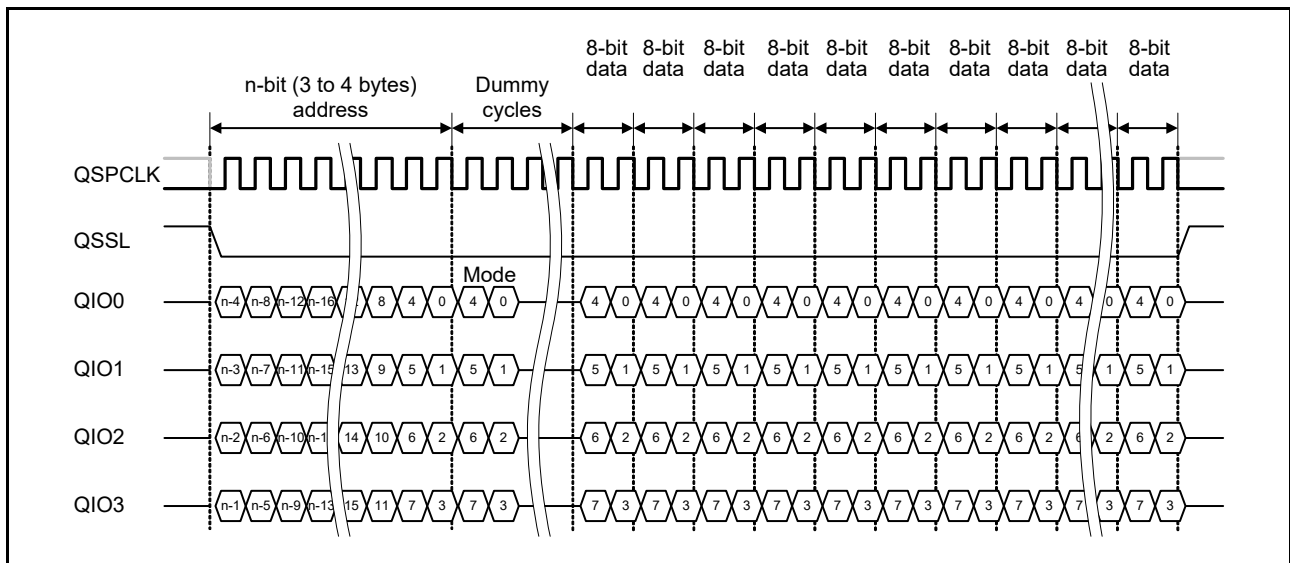 8-bit 8-bit 8-bit 8-bit 8-bit 8-bit 8-bit 8-bit 8-bit 8-bit
data data data data data data data data data data
n-bit (3 to 4 bytes) Dummy
address cycles
QSPCLK
QSSL
Mode
QIO0 n-4 n-8 n-12 n-16 8 4 0 4 0 4 0 4 0 4 0 4 0 4 0 4 0 4 0 4 0 4 0 4 0
QIO1 n-3 n-7 n-11 n-15 13 9 5 1 5 1 5 1 5 1 5 1 5 1 5 1 5 1 5 1 5 1 5 1 5 1
QIO2 n-2 n-6 n-10 14 10 6 2 6 2 6 2 6 2 6 2 6 2 6 2 6 2 6 2 6 2 6 2 6 2
QIO3 n-1 n-5 n-9 n-13 15 11 7 3 7 3 7 3 7 3 7 3 7 3 7 3 7 3 7 3 7 3 7 3 7 3